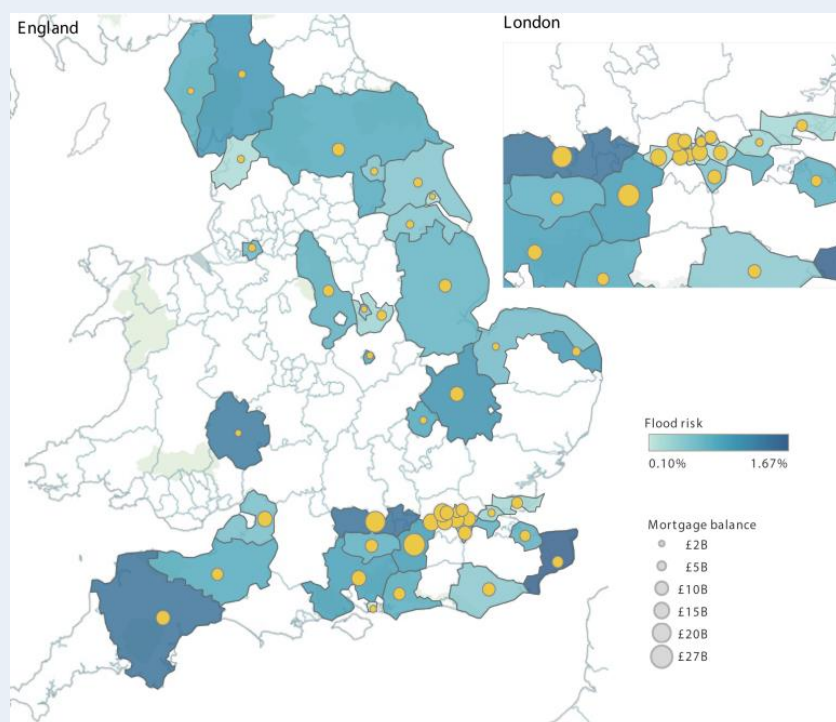 England
London
Flood risk
0.10% 1.67%
Mortgage balance
£2B
£5B
£10B
£15B
£20B
£27B